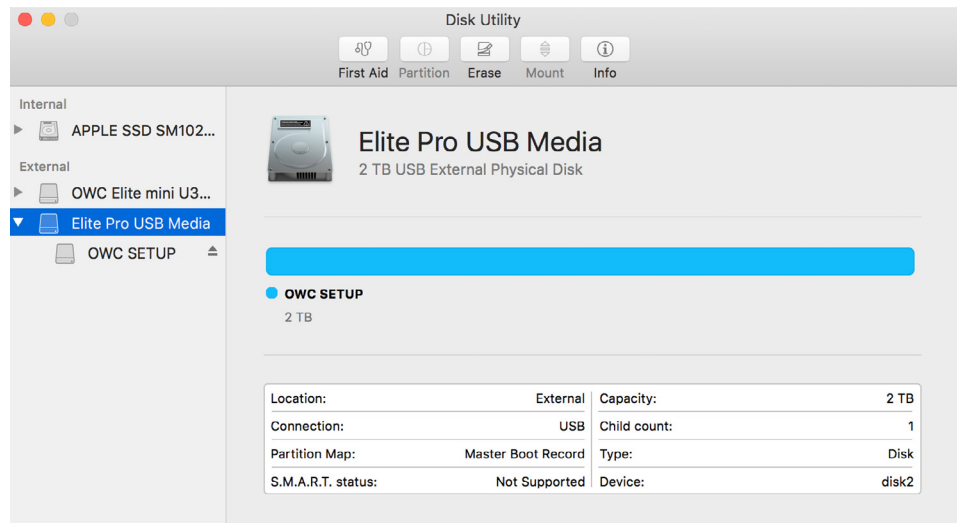 Disk Utility
First Aid Partition Erase Mount Info
Internal
APPLE SSD SM102...
External
OWC Elite mini U3...
Elite Pro USB Media
OWC SETUP
Elite Pro USB Media
2 TB USB External Physical Disk
OWC SETUP
2 TB
Location: External Capacity: 2 TB
Connection: USB Child count: 1
Partition Map: Master Boot Record Type: Disk
S.M.A.R.T. status: Not Supported Device: disk2